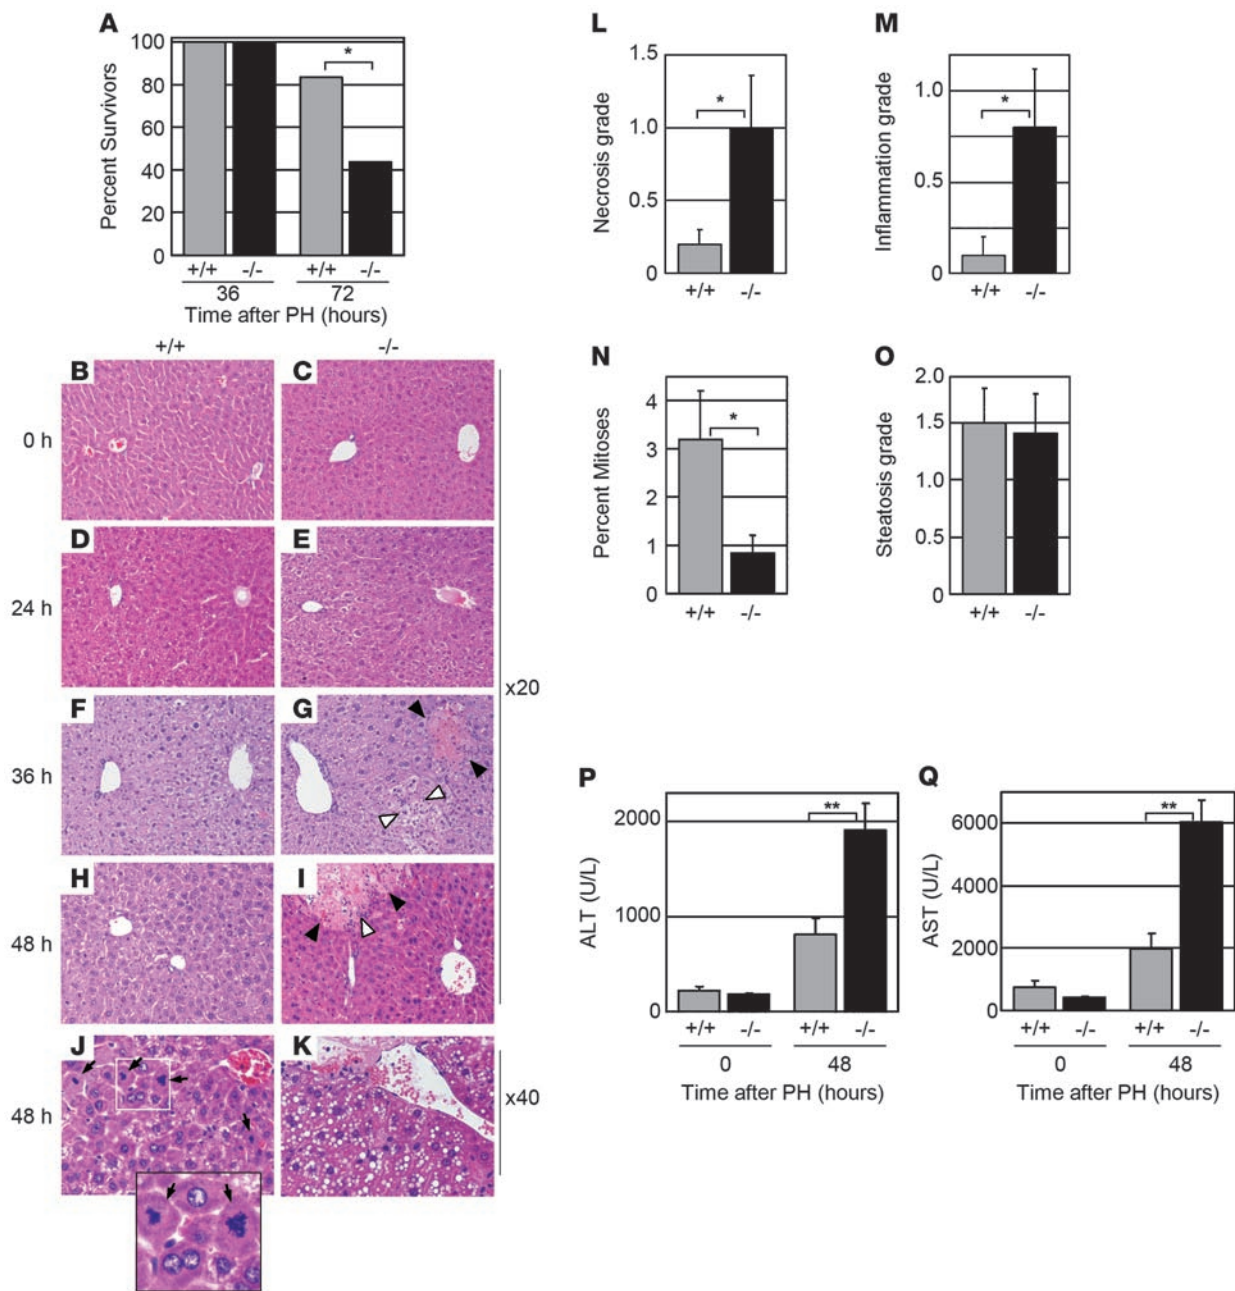 A
Percent Survivors
100
80
60
40
20
0
*
+/+ -/- +/+ -/-
36 72
Time after PH (hours)
+/+ -/-
B C
0 h
D E
24 h
F G
36 h
H I
48 h
x20
J K
48 h
x40
L
Necrosis grade
1.5
1.0
0.5
0
*
+/+ -/-
M
Inflammation grade
1.0
0.5
0
*
+/+ -/-
N
Percent Mitoses
4
3
2
1
0
*
+/+ -/-
O
Steatosis grade
2.0
1.5
1.0
0.5
0
+/+ -/-
P
ALT (U/L)
2000
1000
0
**
+/+ -/- +/+ -/-
0 48
Time after PH (hours)
Q
AST (U/L)
6000
4000
2000
0
**
+/+ -/- +/+ -/-
0 48
Time after PH (hours)